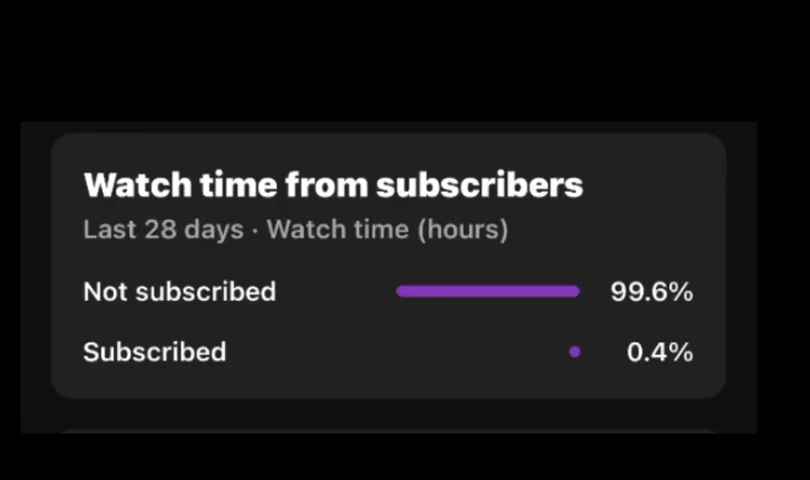 Watch time from subscribers
Last 28 days · Watch time (hours)
Not subscribed 99.6%
Subscribed 0.4%